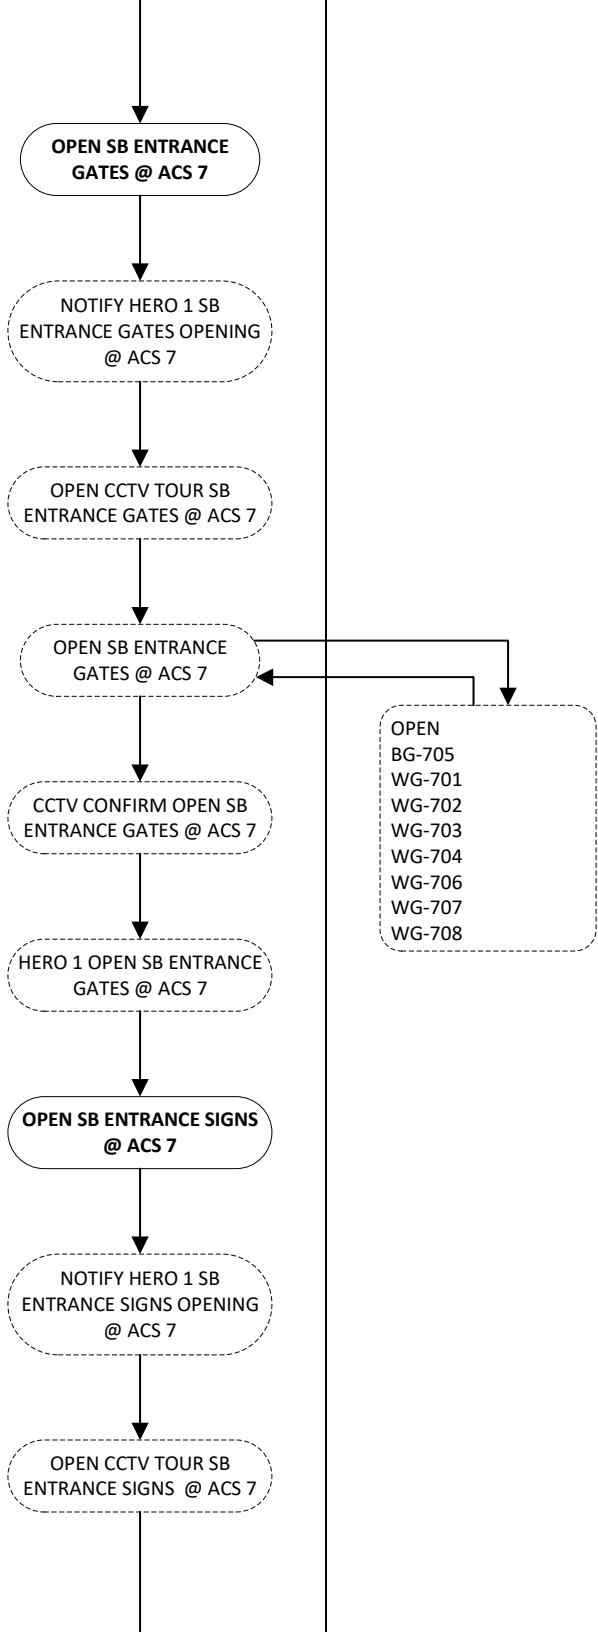 OPEN SB ENTRANCE
GATES @ ACS 7
NOTIFY HERO 1 SB
ENTRANCE GATES OPENING
@ ACS 7
OPEN CCTV TOUR SB
ENTRANCE GATES @ ACS 7
OPEN SB ENTRANCE
GATES @ ACS 7
OPEN
BG-705
WG-701
WG-702
WG-703
WG-704
WG-706
WG-707
WG-708
CCTV CONFIRM OPEN SB
ENTRANCE GATES @ ACS 7
HERO 1 OPEN SB ENTRANCE
GATES @ ACS 7
OPEN SB ENTRANCE SIGNS
@ ACS 7
NOTIFY HERO 1 SB
ENTRANCE SIGNS OPENING
@ ACS 7
OPEN CCTV TOUR SB
ENTRANCE SIGNS  @ ACS 7